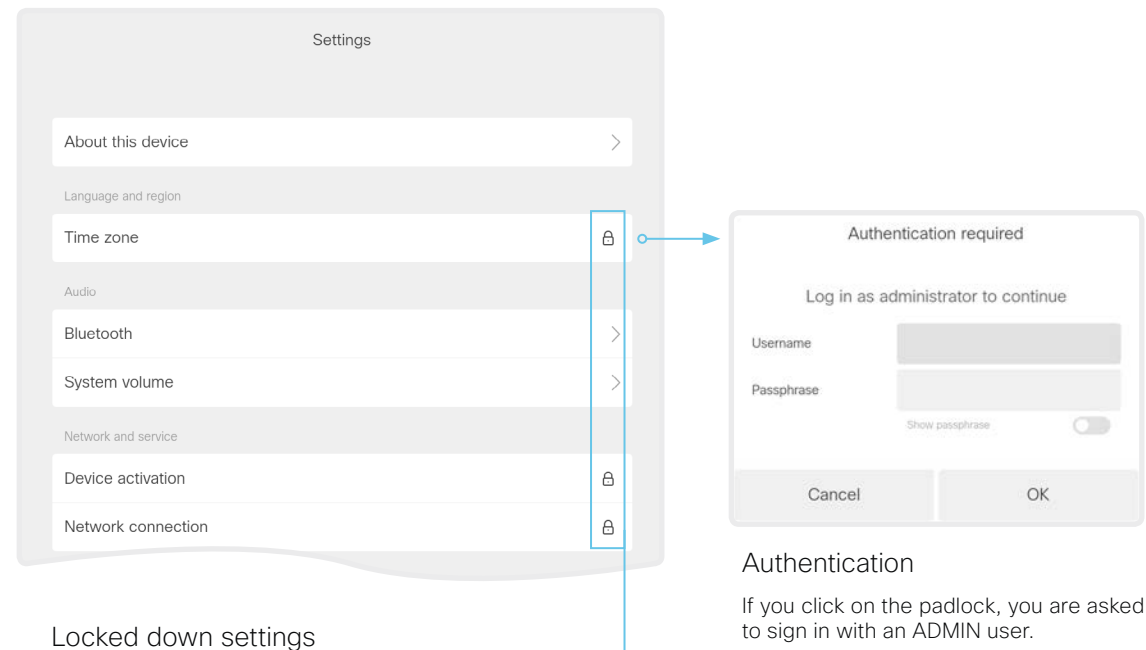 Settings
About this device
Language and region
Time zone
Audio
Bluetooth
System volume
Network and service
Device activation
Network connection
Locked down settings
Authentication required
Log in as administrator to continue
Username
Passphrase
Show passphrase
Cancel
OK
Authentication
If you click on the padlock, you are asked
to sign in with an ADMIN user.